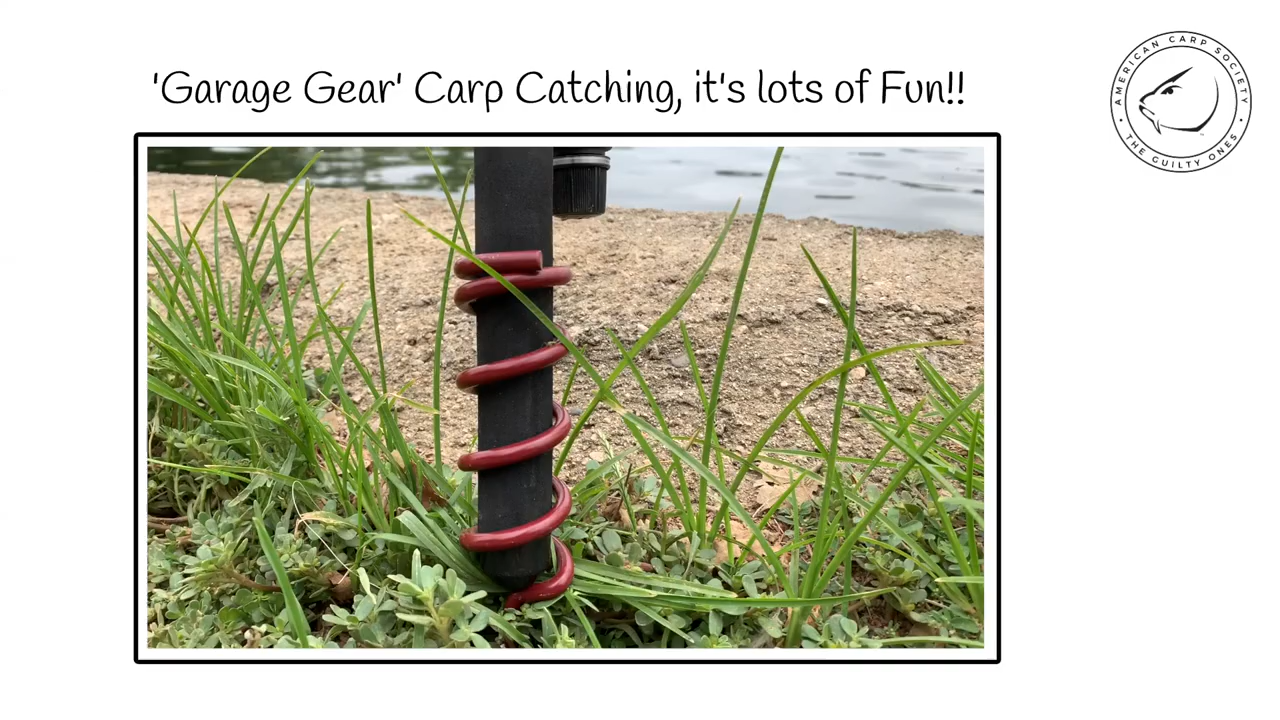 'Garage Gear' Carp Catching, it's lots of Fun!!
AMERICAN CARP SOCIETY
• THE GUILTY ONES •